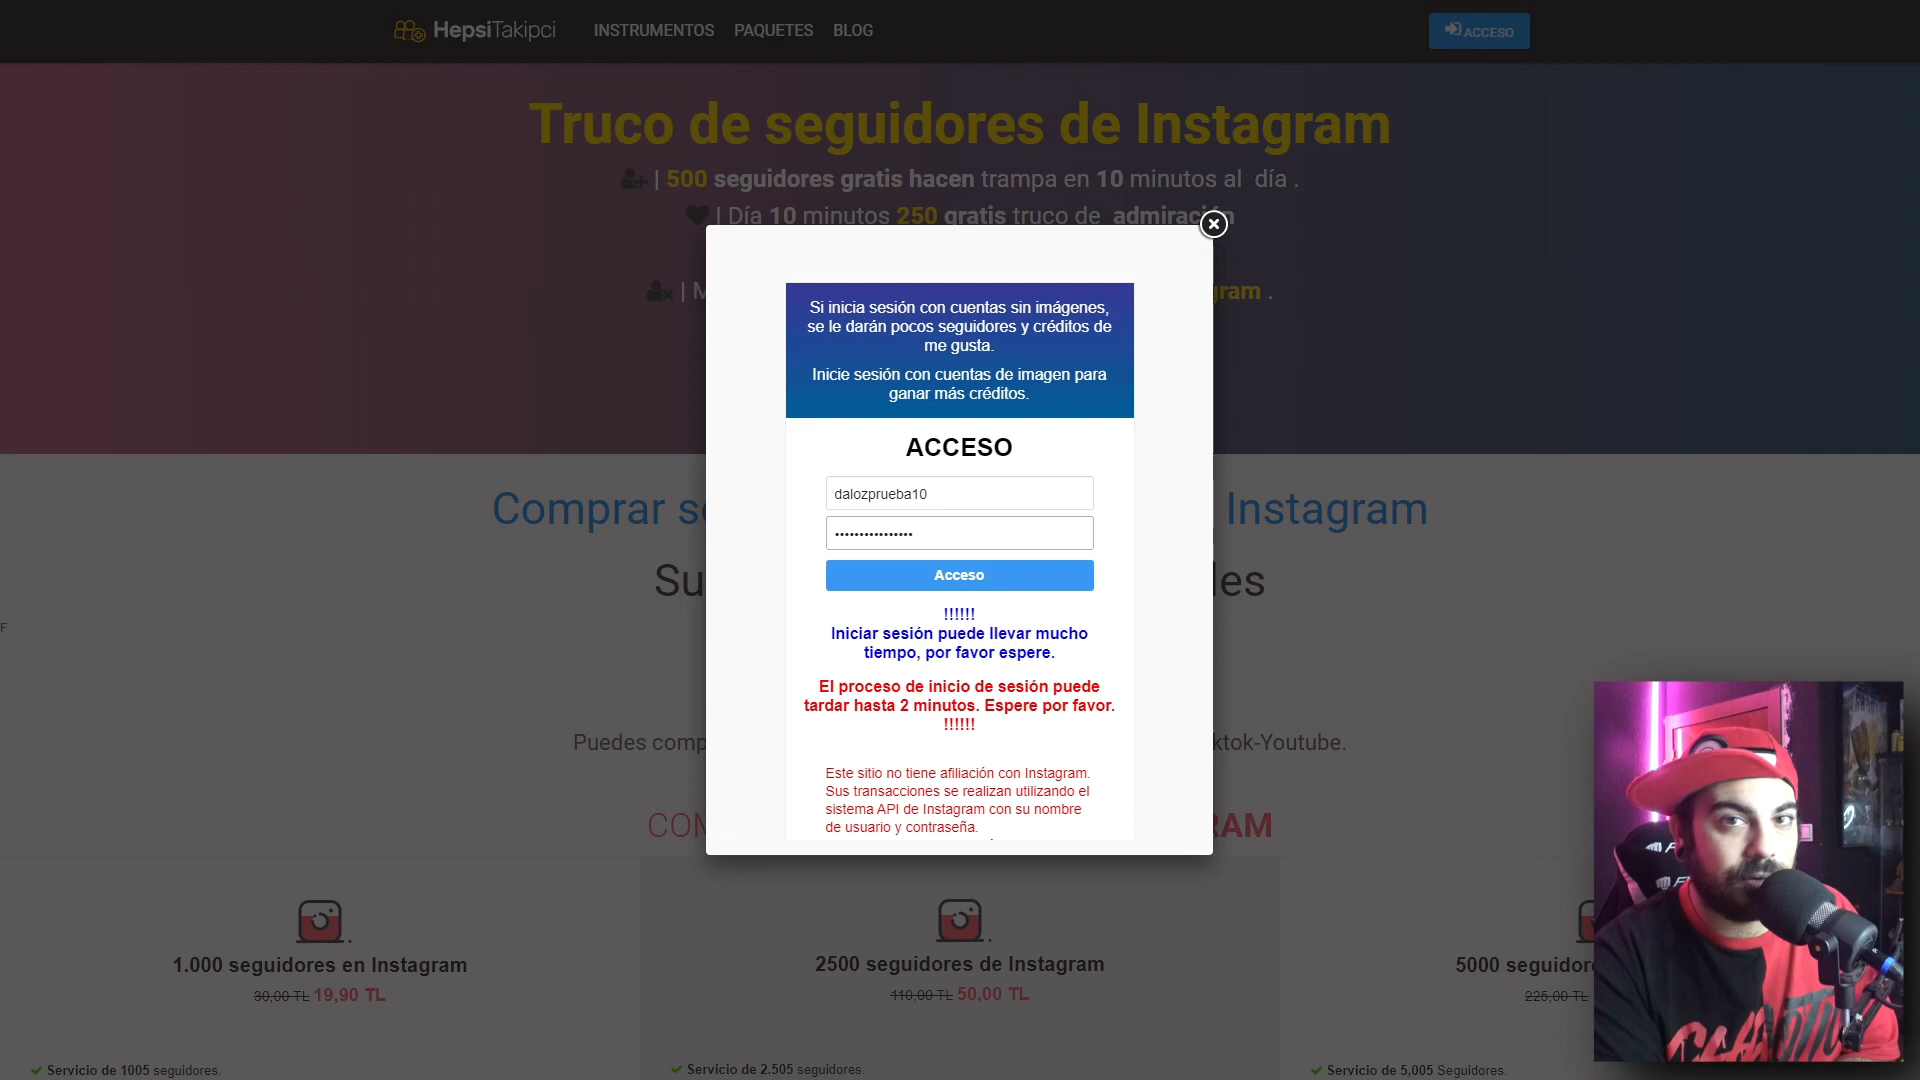 HepsiTakipci
INSTRUMENTOS
PAQUETES
BLOG
ACCESO
Truco de seguidores de Instagram
| 500 seguidores gratis hacen trampa en 10 minutos al día .
| Día 10 minutos 250 gratis truco de admiración
| M
gram .
Si inicia sesión con cuentas sin imágenes,
se le darán pocos seguidores y créditos de
me gusta.
Inicie sesión con cuentas de imagen para
ganar más créditos.
ACCESO
dalozprueba10
••••••••••••••••
Acceso
!!!!!!
Iniciar sesión puede llevar mucho
tiempo, por favor espere.
El proceso de inicio de sesión puede
tardar hasta 2 minutos. Espere por favor.
!!!!!!
Este sitio no tiene afiliación con Instagram.
Sus transacciones se realizan utilizando el
sistema API de Instagram con su nombre
de usuario y contraseña.
Comprar se
Instagram
Su
les
F
Puedes comp
ktok-Youtube.
COM
RAM
1.000 seguidores en Instagram
30,00 TL 19,90 TL
Servicio de 1005 seguidores.
2500 seguidores de Instagram
110,00 TL 50,00 TL
Servicio de 2.505 seguidores.
5000 seguidor
225,00 TL
Servicio de 5,005 Seguidores.